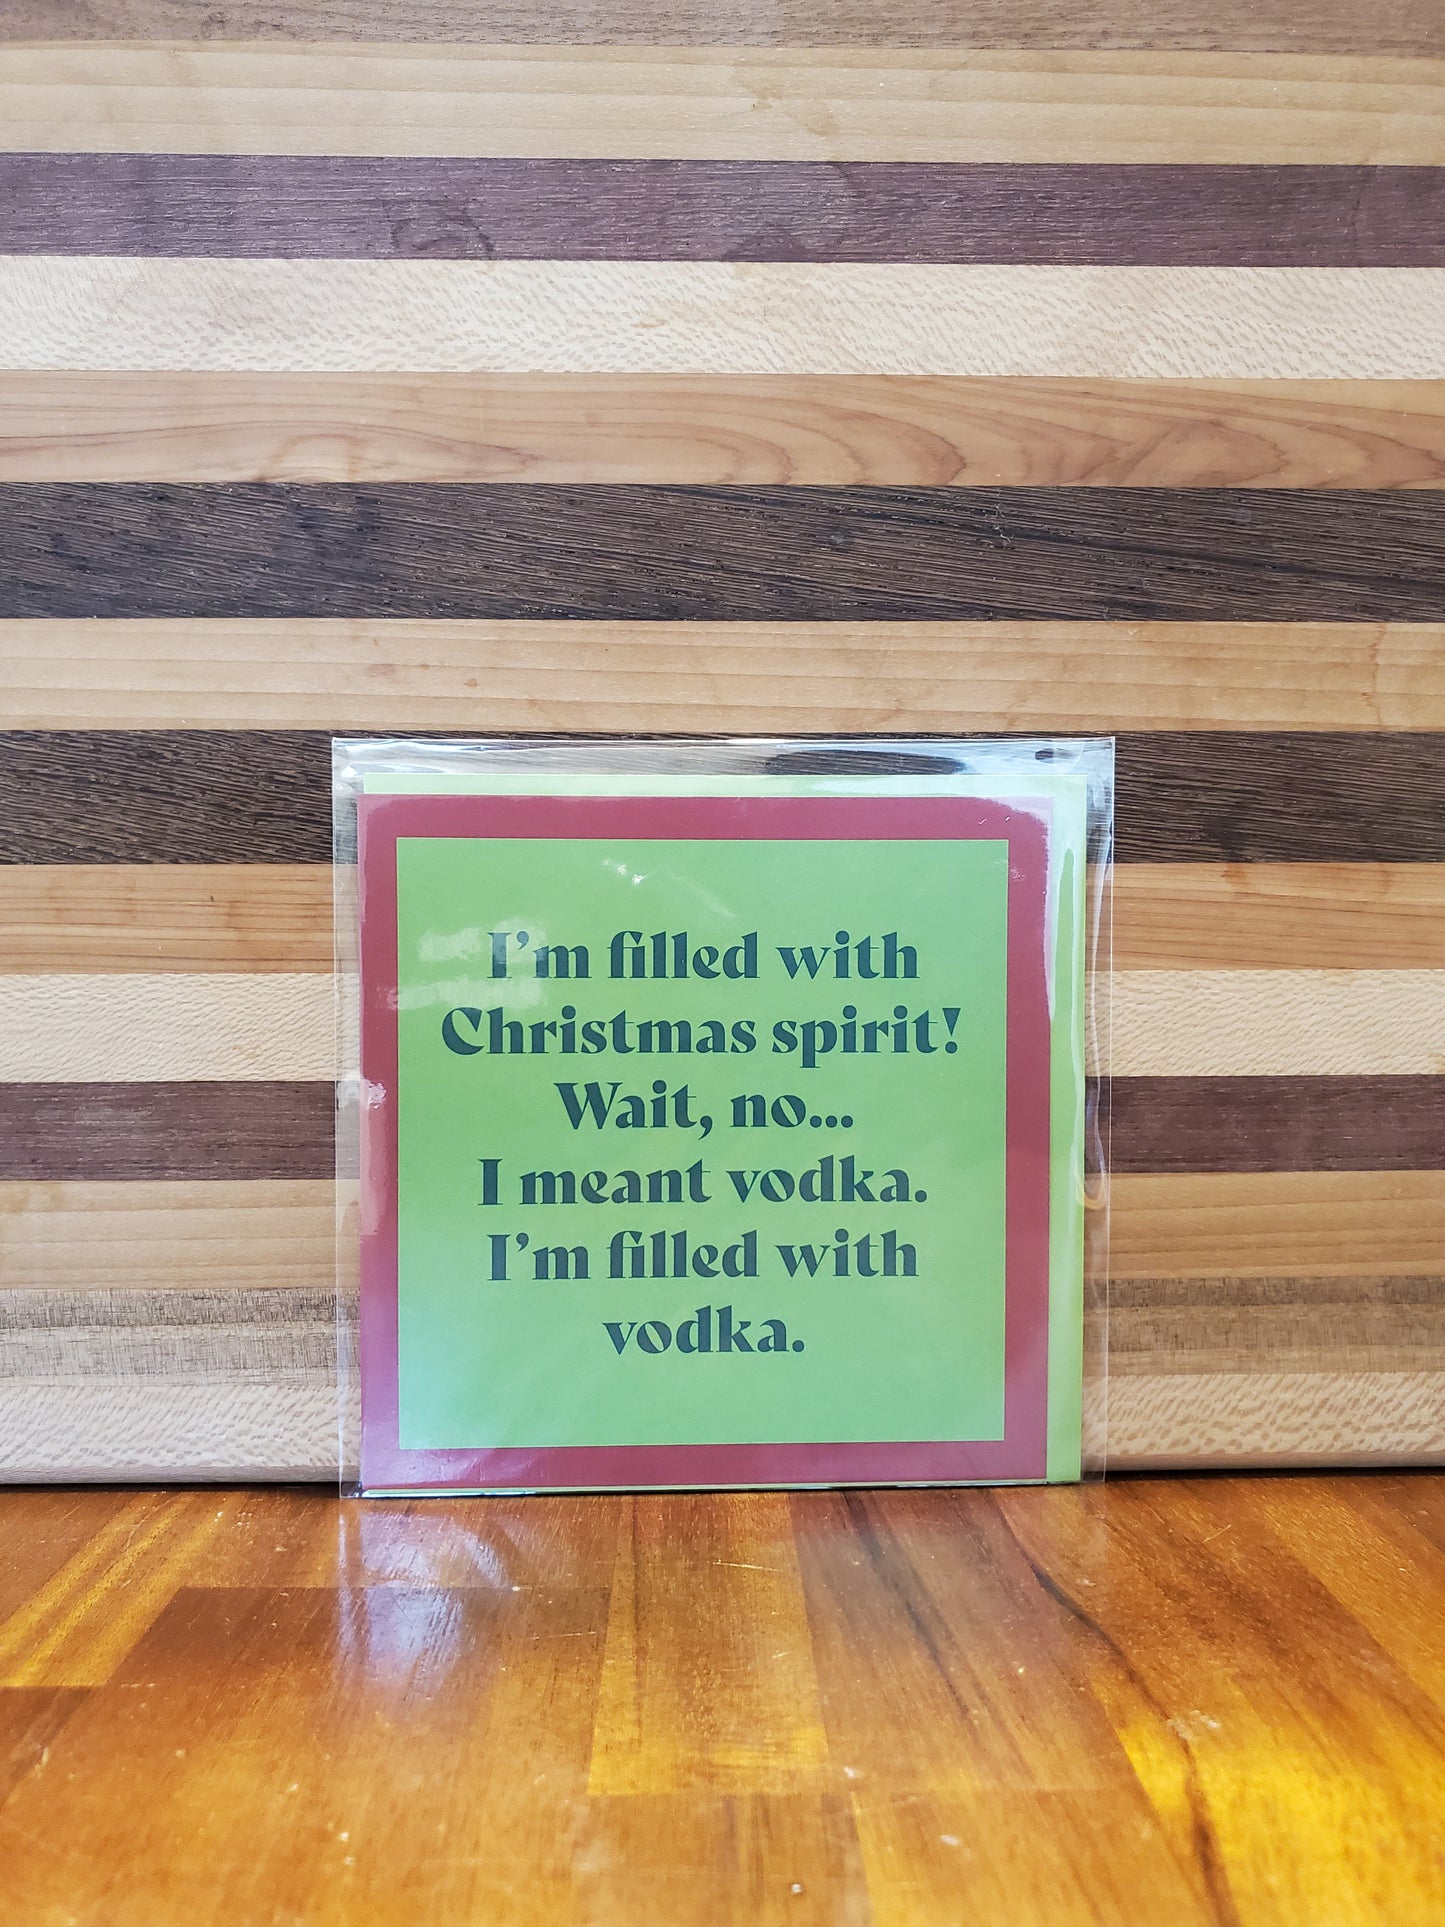 I'm filled with
Christmas spirit!
Wait, no...
I meant vodka.
I'm filled with
vodka.